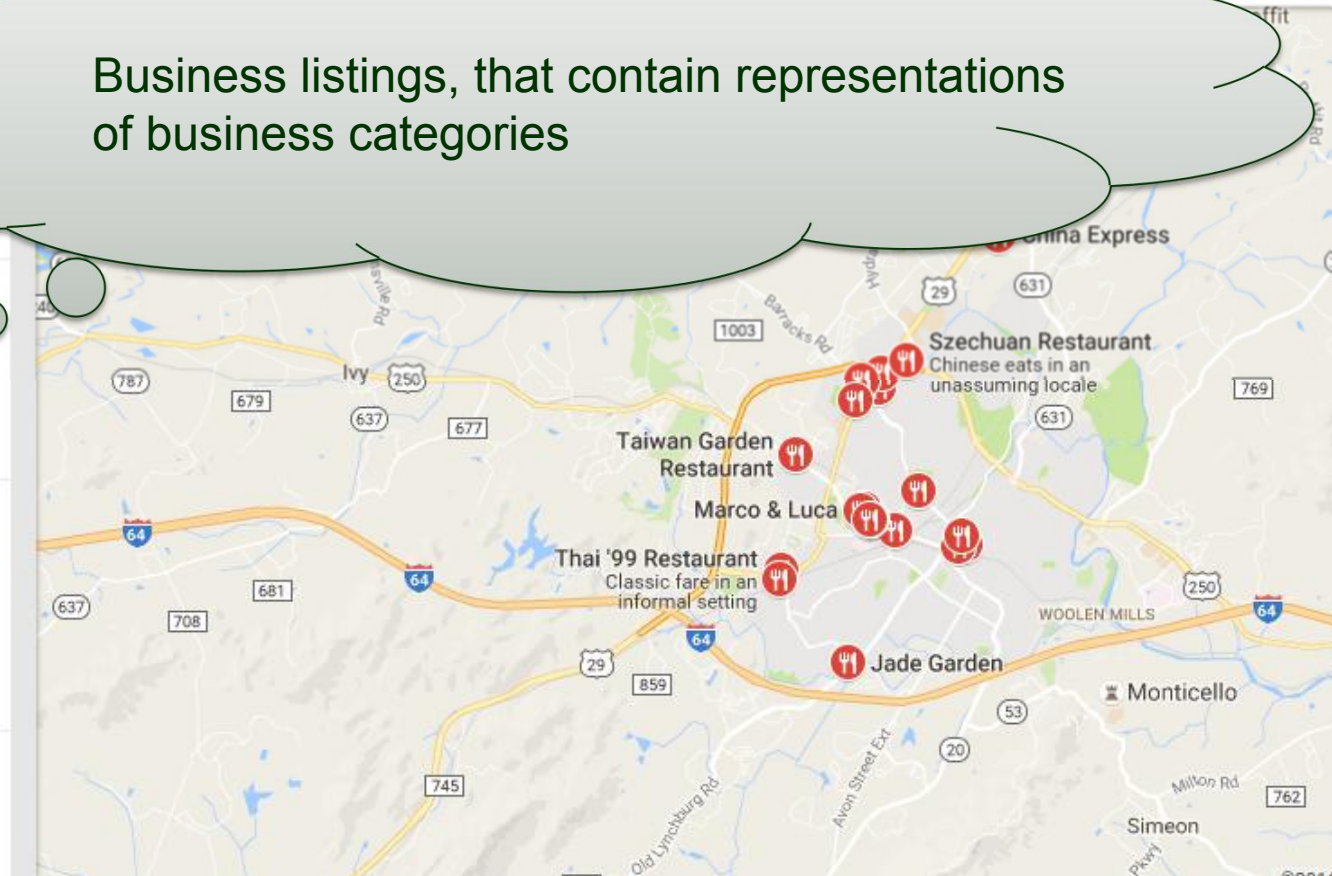 Business listings, that contain representations
of business categories
China Express
29
631
Barracks Rd
1003
Szechuan Restaurant
Chinese eats in an
unassuming locale
Ivy
250
787
679
769
637
677
631
Taiwan Garden
Restaurant
Marco & Luca
64
Thai '99 Restaurant
Classic fare in an
informal setting
64
681
250
637
708
WOOLEN MILLS
64
64
29
Jade Garden
859
Monticello
53
20
745
Avon Street Ext
Old Lynchburg Rd
Milton Rd
762
Simeon
Pkwy